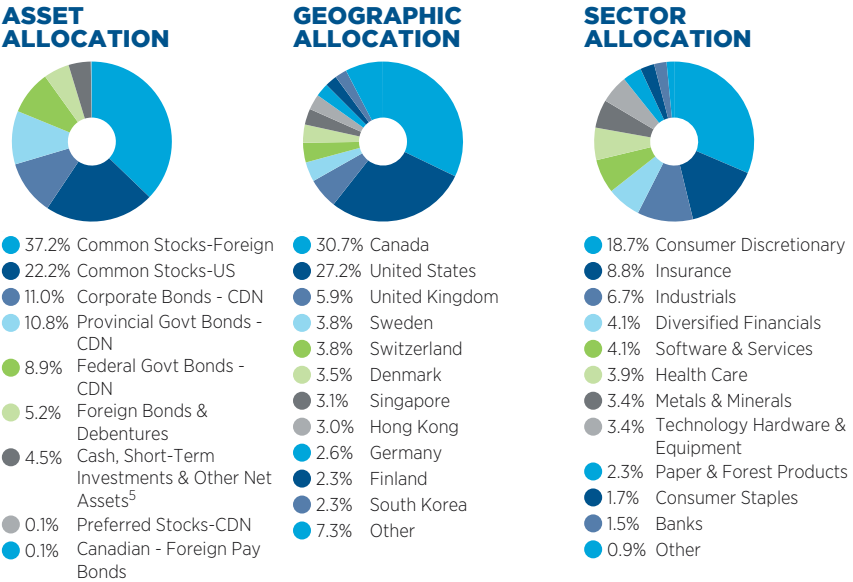 ASSET
ALLOCATION
37.2% Common Stocks-Foreign
22.2% Common Stocks-US
11.0% Corporate Bonds - CDN
10.8% Provincial Govt Bonds -
CDN
8.9% Federal Govt Bonds -
CDN
5.2% Foreign Bonds &
Debentures
4.5% Cash, Short-Term
Investments & Other Net
Assets5
0.1% Preferred Stocks-CDN
0.1% Canadian - Foreign Pay
Bonds
GEOGRAPHIC
ALLOCATION
30.7% Canada
27.2% United States
5.9% United Kingdom
3.8% Sweden
3.8% Switzerland
3.5% Denmark
3.1% Singapore
3.0% Hong Kong
2.6% Germany
2.3% Finland
2.3% South Korea
7.3% Other
SECTOR
ALLOCATION
18.7% Consumer Discretionary
8.8% Insurance
6.7% Industrials
4.1% Diversified Financials
4.1% Software & Services
3.9% Health Care
3.4% Metals & Minerals
3.4% Technology Hardware &
Equipment
2.3% Paper & Forest Products
1.7% Consumer Staples
1.5% Banks
0.9% Other